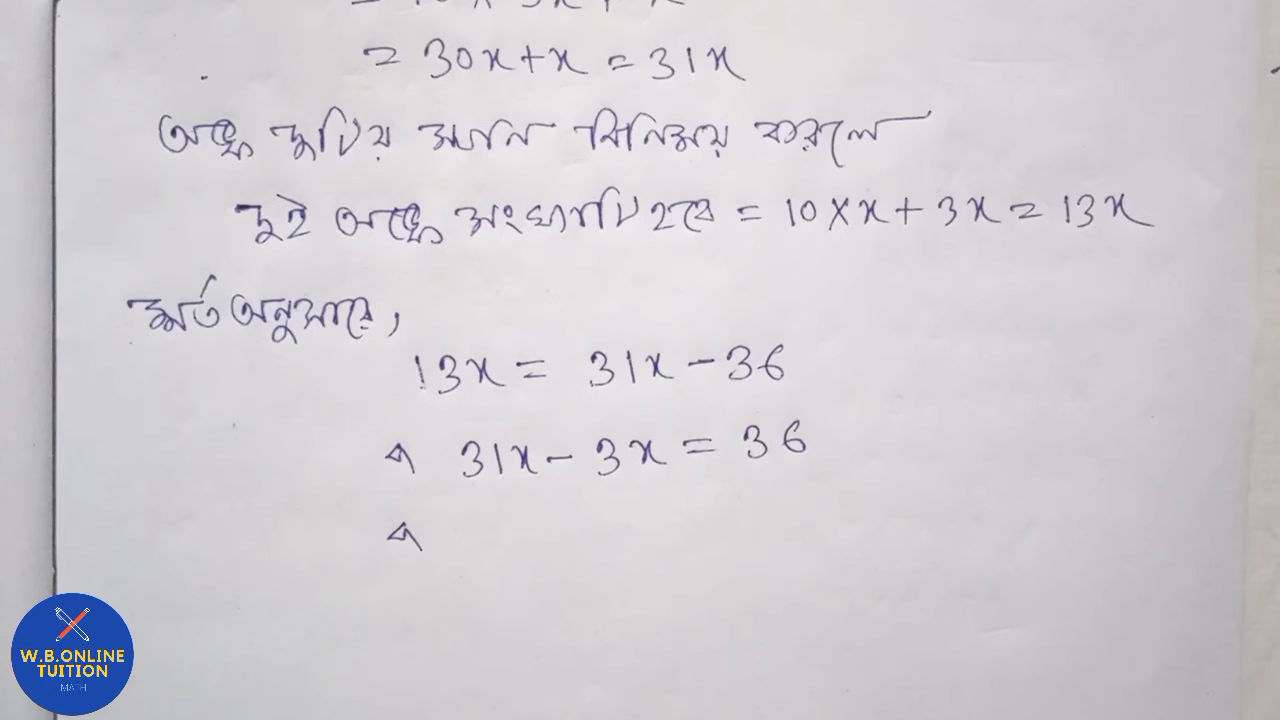 = 30x+x = 31x
অঙ্ক দুটির স্থান বিনিময় করলে
দুই অঙ্কের সংখ্যাটি হবে = 10×x+3x=13x
শর্ত অনুসারে,
13x = 31x-36
বা 31x-3x = 36
বা
W.B.ONLINE
TUITION
MATH